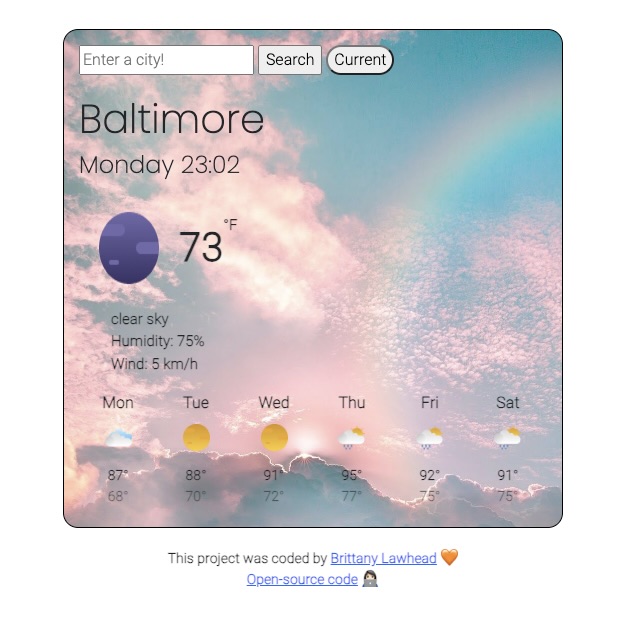 Enter a city! Search Current
Baltimore
Monday 23:02
73 °F
clear sky
Humidity: 75%
Wind: 5 km/h
Mon Tue Wed Thu Fri Sat
87° 88° 91° 95° 92° 91°
68° 70° 72° 77° 75° 75°
This project was coded by Brittany Lawhead 🧡
Open-source code 👩🏻‍💻